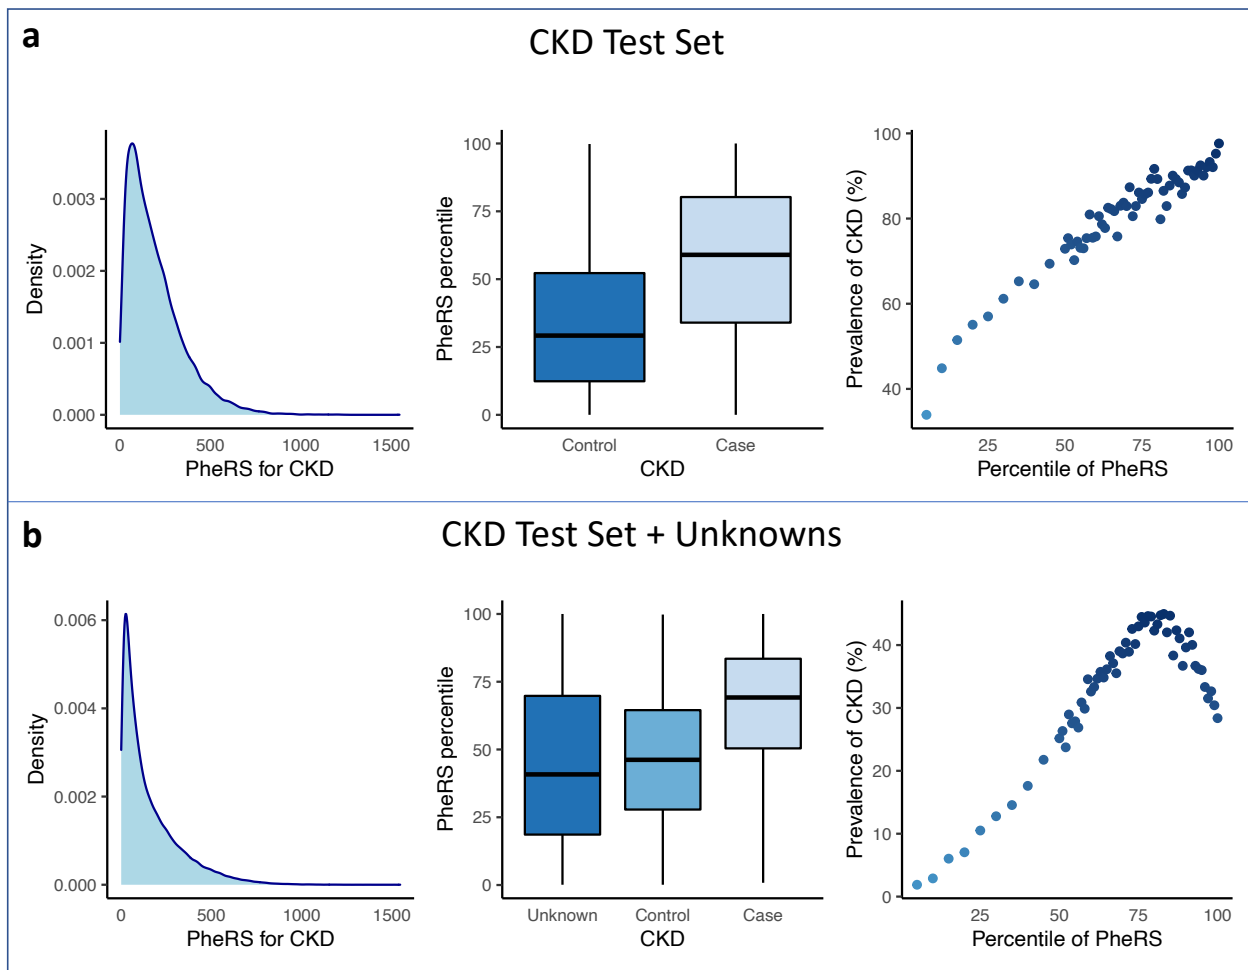 a
CKD Test Set
0.003
0.002
0.001
0.000
Density
0 500 1000 1500
PheRS for CKD
100
75
50
25
0
PheRS percentile
Control Case
CKD
100
80
60
40
Prevalence of CKD (%)
25 50 75 100
Percentile of PheRS
b
CKD Test Set + Unknowns
0.006
0.004
0.002
0.000
Density
0 500 1000 1500
PheRS for CKD
100
75
50
25
0
PheRS percentile
Unknown Control Case
CKD
40
30
20
10
0
Prevalence of CKD (%)
25 50 75 100
Percentile of PheRS